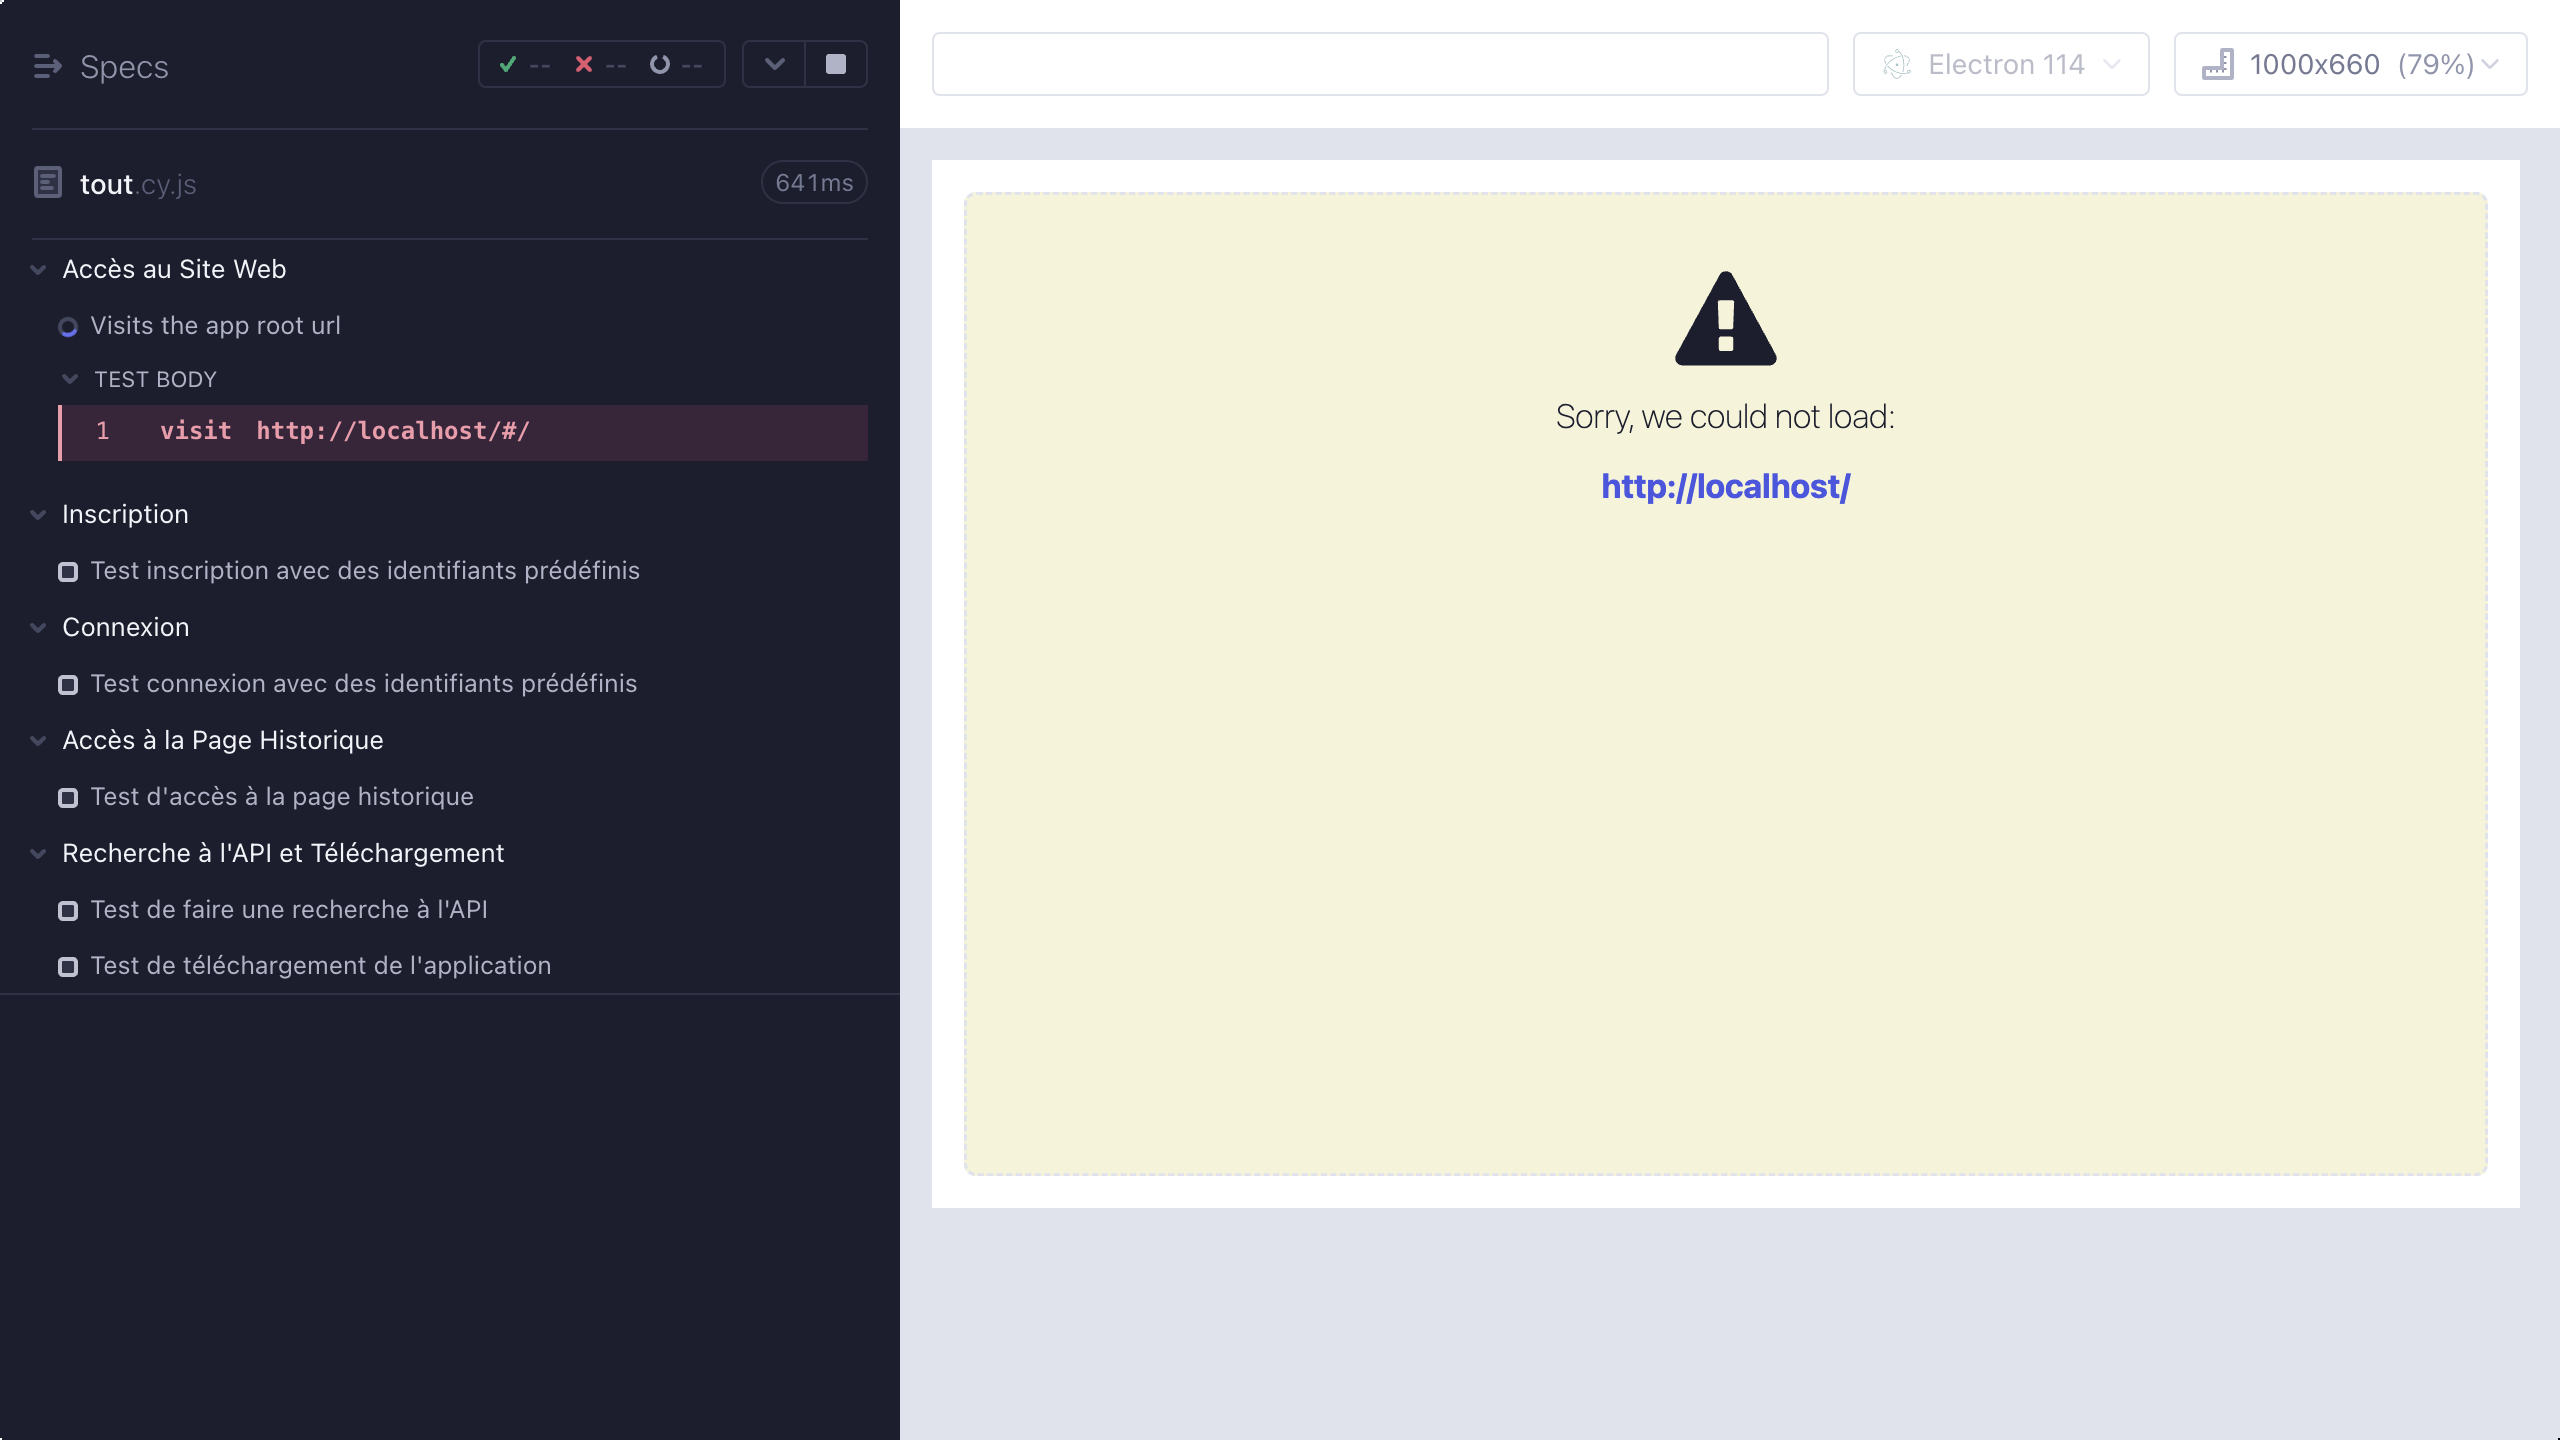 Specs
-- -- --
tout.cy.js
641ms
Accès au Site Web
Visits the app root url
TEST BODY
1 visit http://localhost/#/
Inscription
Test inscription avec des identifiants prédéfinis
Connexion
Test connexion avec des identifiants prédéfinis
Accès à la Page Historique
Test d'accès à la page historique
Recherche à l'API et Téléchargement
Test de faire une recherche à l'API
Test de téléchargement de l'application
Electron 114
1000x660 (79%)
Sorry, we could not load:
http://localhost/